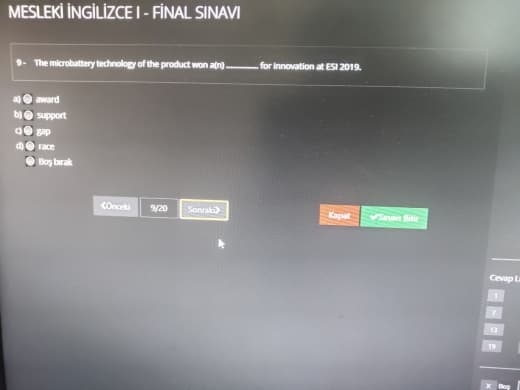 MESLEKİ İNGİLİZCE I - FİNAL SINAVI
9 - The microbattery technology of the product won a(n) ________ for innovation at ESI 2019.
a) award
b) support
c) gap
d) race
Boş bırak
Önceki 9/20 Sonraki Kapat Sınavı Bitir
Cevap
1
7
13
19
X Boş